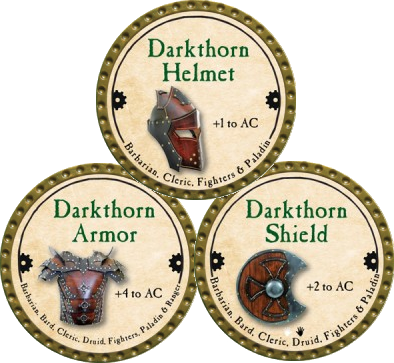 Darkthorn
Helmet
+1 to AC
Barbarian, Cleric, Fighters & Paladin
Darkthorn
Armor
+4 to AC
Barbarian, Bard, Cleric, Druid, Fighters, Paladin & Ranger
Darkthorn
Shield
+2 to AC
Barbarian, Bard, Cleric, Druid, Fighters & Paladin